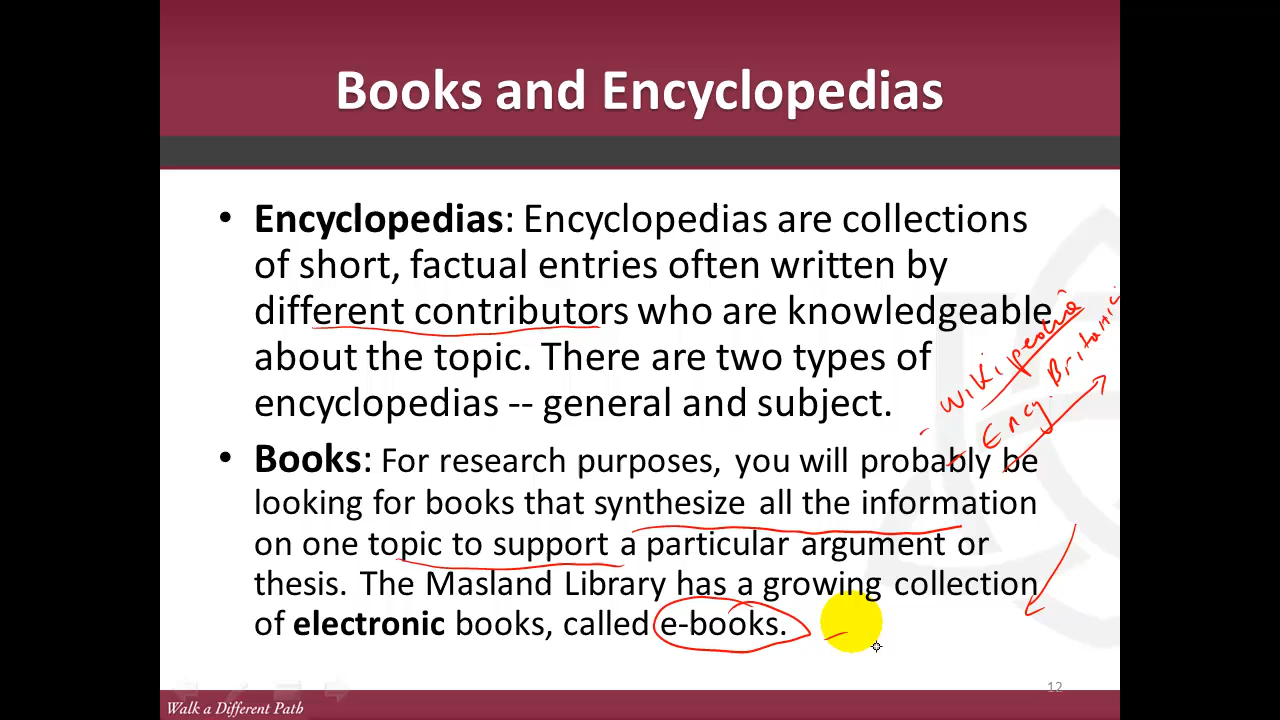 Books and Encyclopedias
• Encyclopedias: Encyclopedias are collections
of short, factual entries often written by
different contributors who are knowledgeable
about the topic. There are two types of
encyclopedias -- general and subject.
Wikipedia
Ency. Britanic
• Books: For research purposes, you will probably be
looking for books that synthesize all the information
on one topic to support a particular argument or
thesis. The Masland Library has a growing collection
of electronic books, called e-books.
12
Walk a Different Path